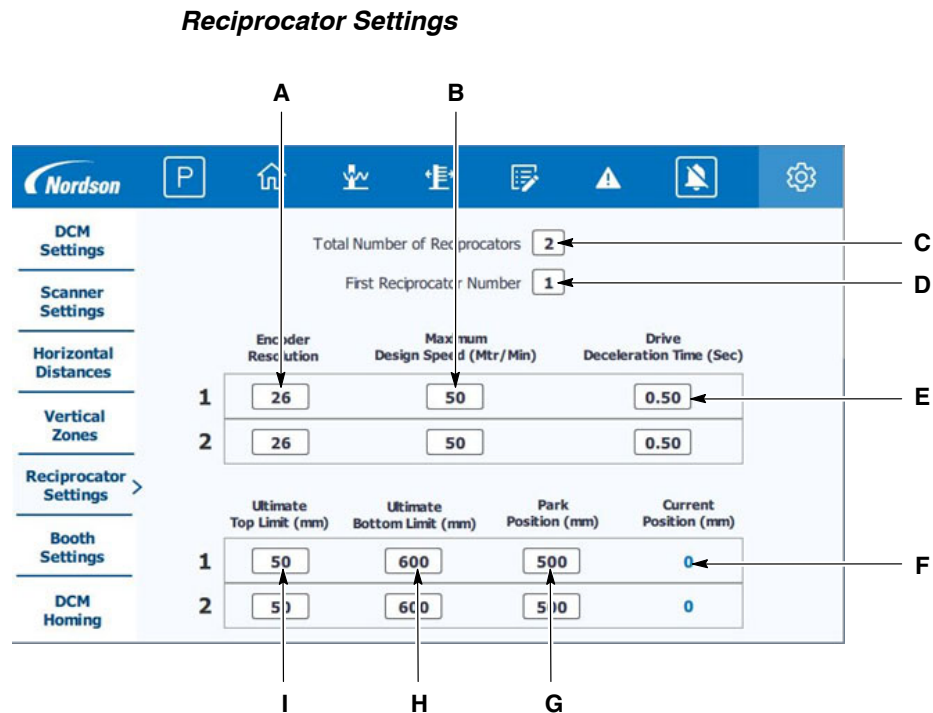 Reciprocator Settings
A B
Nordson P
DCM
Settings
Scanner
Settings
Horizontal
Distances
Vertical
Zones
Reciprocator >
Settings
Booth
Settings
DCM
Homing
Total Number of Reciprocators 2 C
First Reciprocator Number 1 D
Encoder
Resolution
Maximum
Design Speed (Mtr/Min)
Drive
Deceleration Time (Sec)
1 26 50 0.50 E
2 26 50 0.50
Ultimate
Top Limit (mm)
Ultimate
Bottom Limit (mm)
Park
Position (mm)
Current
Position (mm)
1 50 600 500 0 F
2 50 600 500 0
I H G